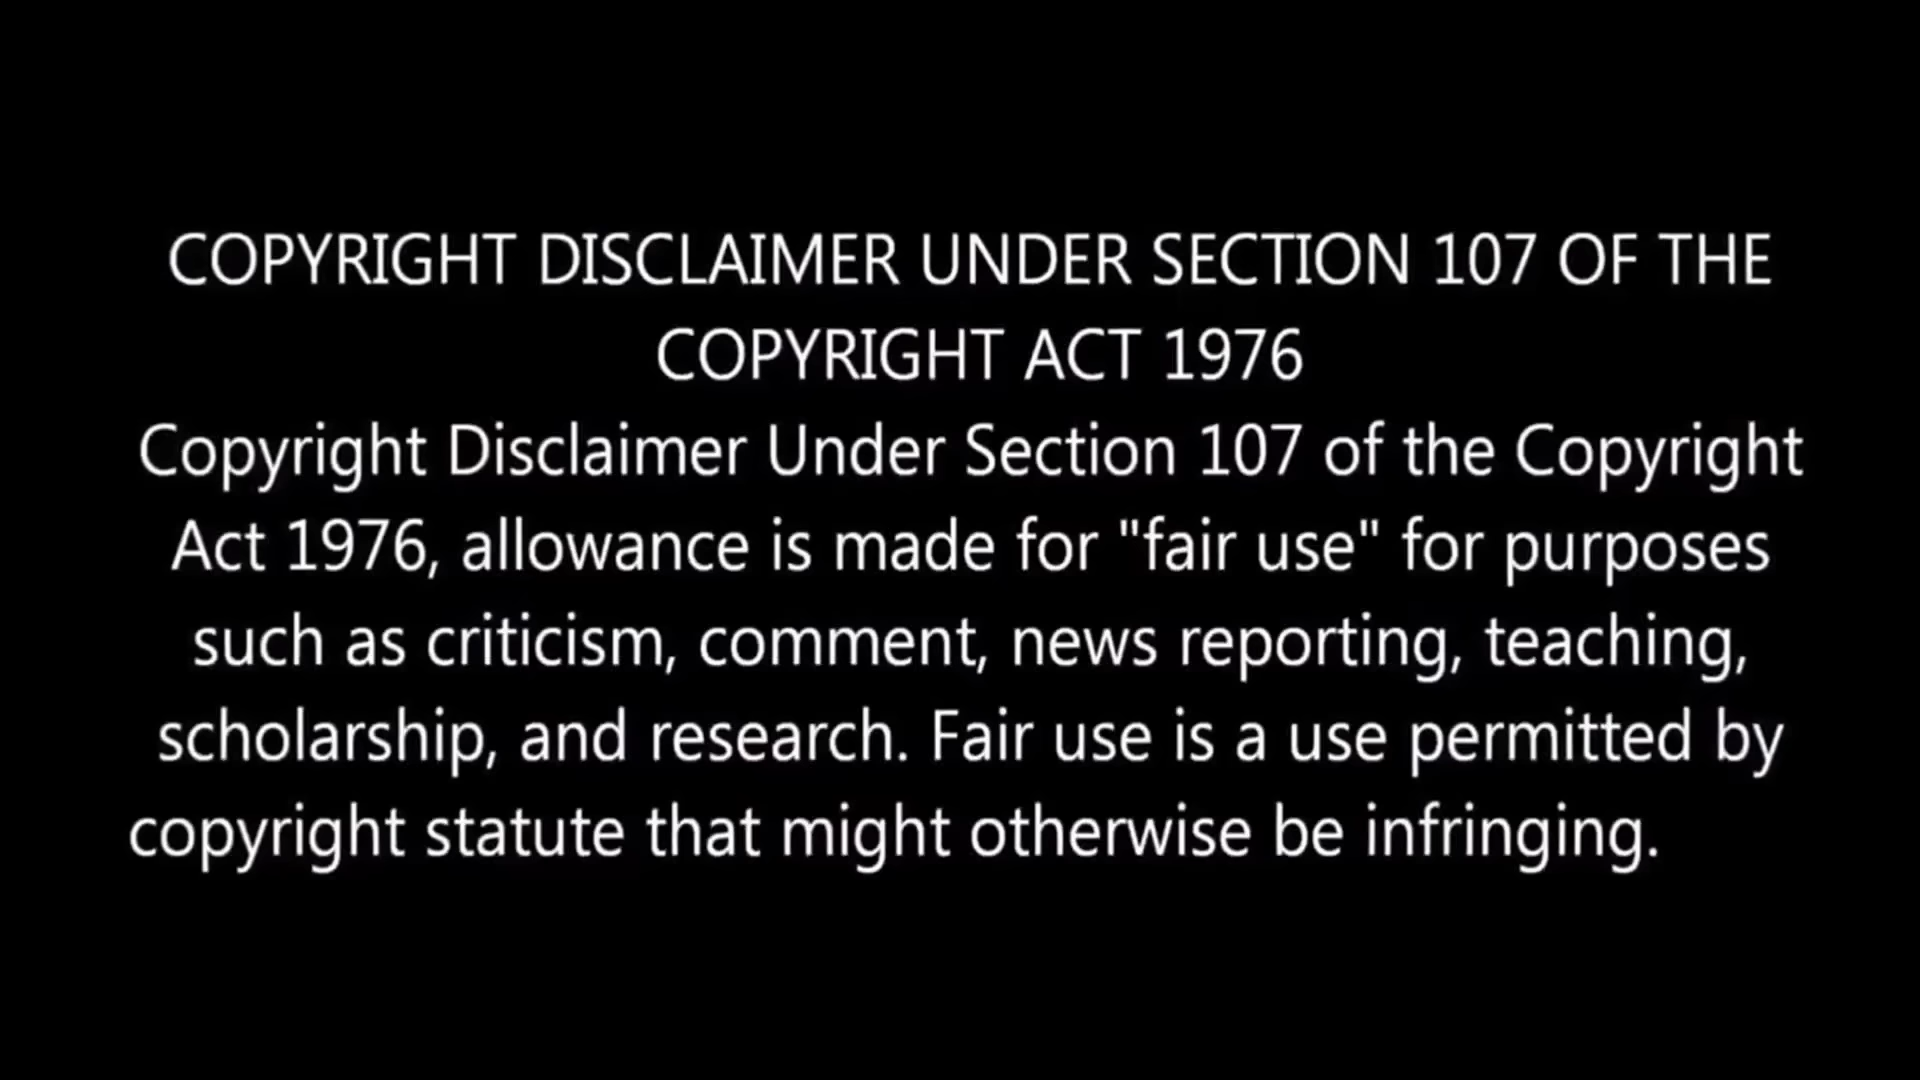 COPYRIGHT DISCLAIMER UNDER SECTION 107 OF THE
COPYRIGHT ACT 1976
Copyright Disclaimer Under Section 107 of the Copyright
Act 1976, allowance is made for "fair use" for purposes
such as criticism, comment, news reporting, teaching,
scholarship, and research. Fair use is a use permitted by
copyright statute that might otherwise be infringing.